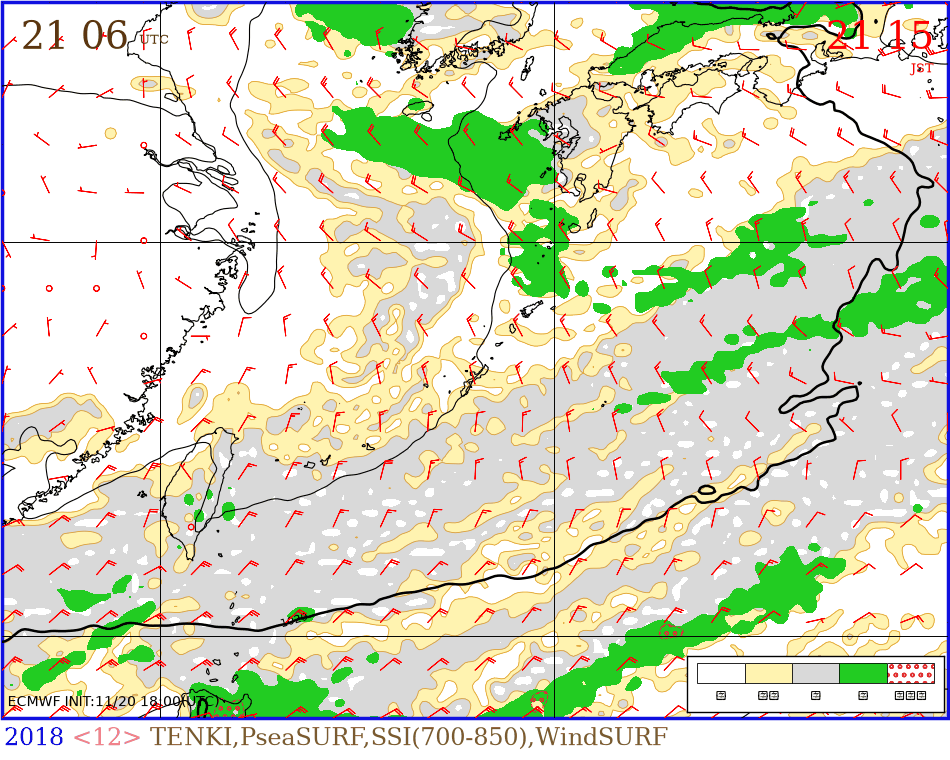 21 06 UTC
21 15
JST
1020
ECMWF INIT:11/20 18:00(UTC)
2018 <12> TENKI,PseaSURF,SSI(700-850),WindSURF